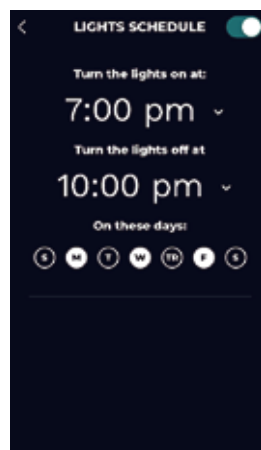 LIGHTS SCHEDULE
Turn the lights on at:
7:00 pm
Turn the lights off at
10:00 pm
On these days:
S M T W TR F S